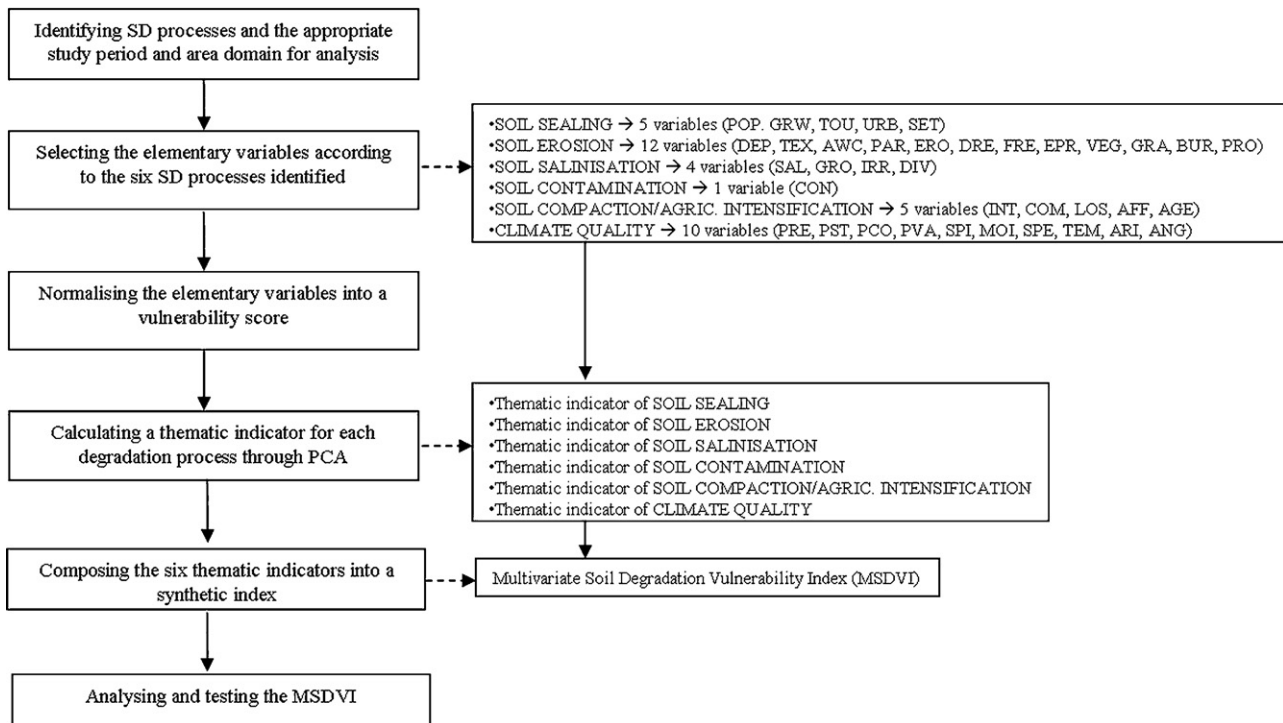 Identifying SD processes and the appropriate
study period and area domain for analysis
Selecting the elementary variables according
to the six SD processes identified
•SOIL SEALING → 5 variables (POP. GRW, TOU, URB, SET)
•SOIL EROSION → 12 variables (DEP, TEX, AWC, PAR, ERO, DRE, FRE, EPR, VEG, GRA, BUR, PRO)
•SOIL SALINISATION → 4 variables (SAL, GRO, IRR, DIV)
•SOIL CONTAMINATION → 1 variable (CON)
•SOIL COMPACTION/AGRIC. INTENSIFICATION → 5 variables (INT, COM, LOS, AFF, AGE)
•CLIMATE QUALITY → 10 variables (PRE, PST, PCO, PVA, SPI, MOI, SPE, TEM, ARI, ANG)
Normalising the elementary variables into a
vulnerability score
Calculating a thematic indicator for each
degradation process through PCA
•Thematic indicator of SOIL SEALING
•Thematic indicator of SOIL EROSION
•Thematic indicator of SOIL SALINISATION
•Thematic indicator of SOIL CONTAMINATION
•Thematic indicator of SOIL COMPACTION/AGRIC. INTENSIFICATION
•Thematic indicator of CLIMATE QUALITY
Composing the six thematic indicators into a
synthetic index
Multivariate Soil Degradation Vulnerability Index (MSDVI)
Analysing and testing the MSDVI